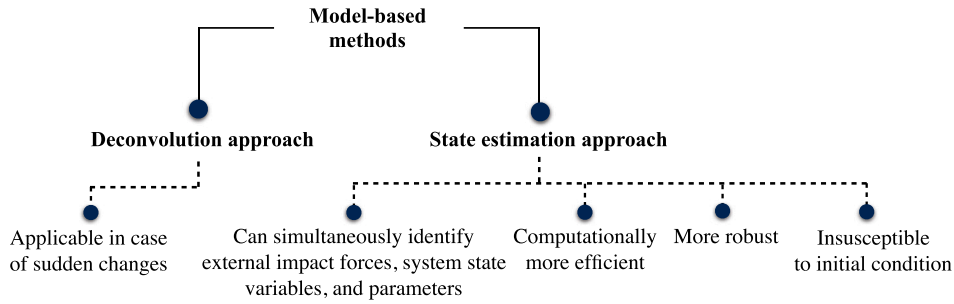 Model-based
methods
Deconvolution approach
State estimation approach
Applicable in case
of sudden changes
Can simultaneously identify
external impact forces, system state
variables, and parameters
Computationally
more efficient
More robust
Insusceptible
to initial condition